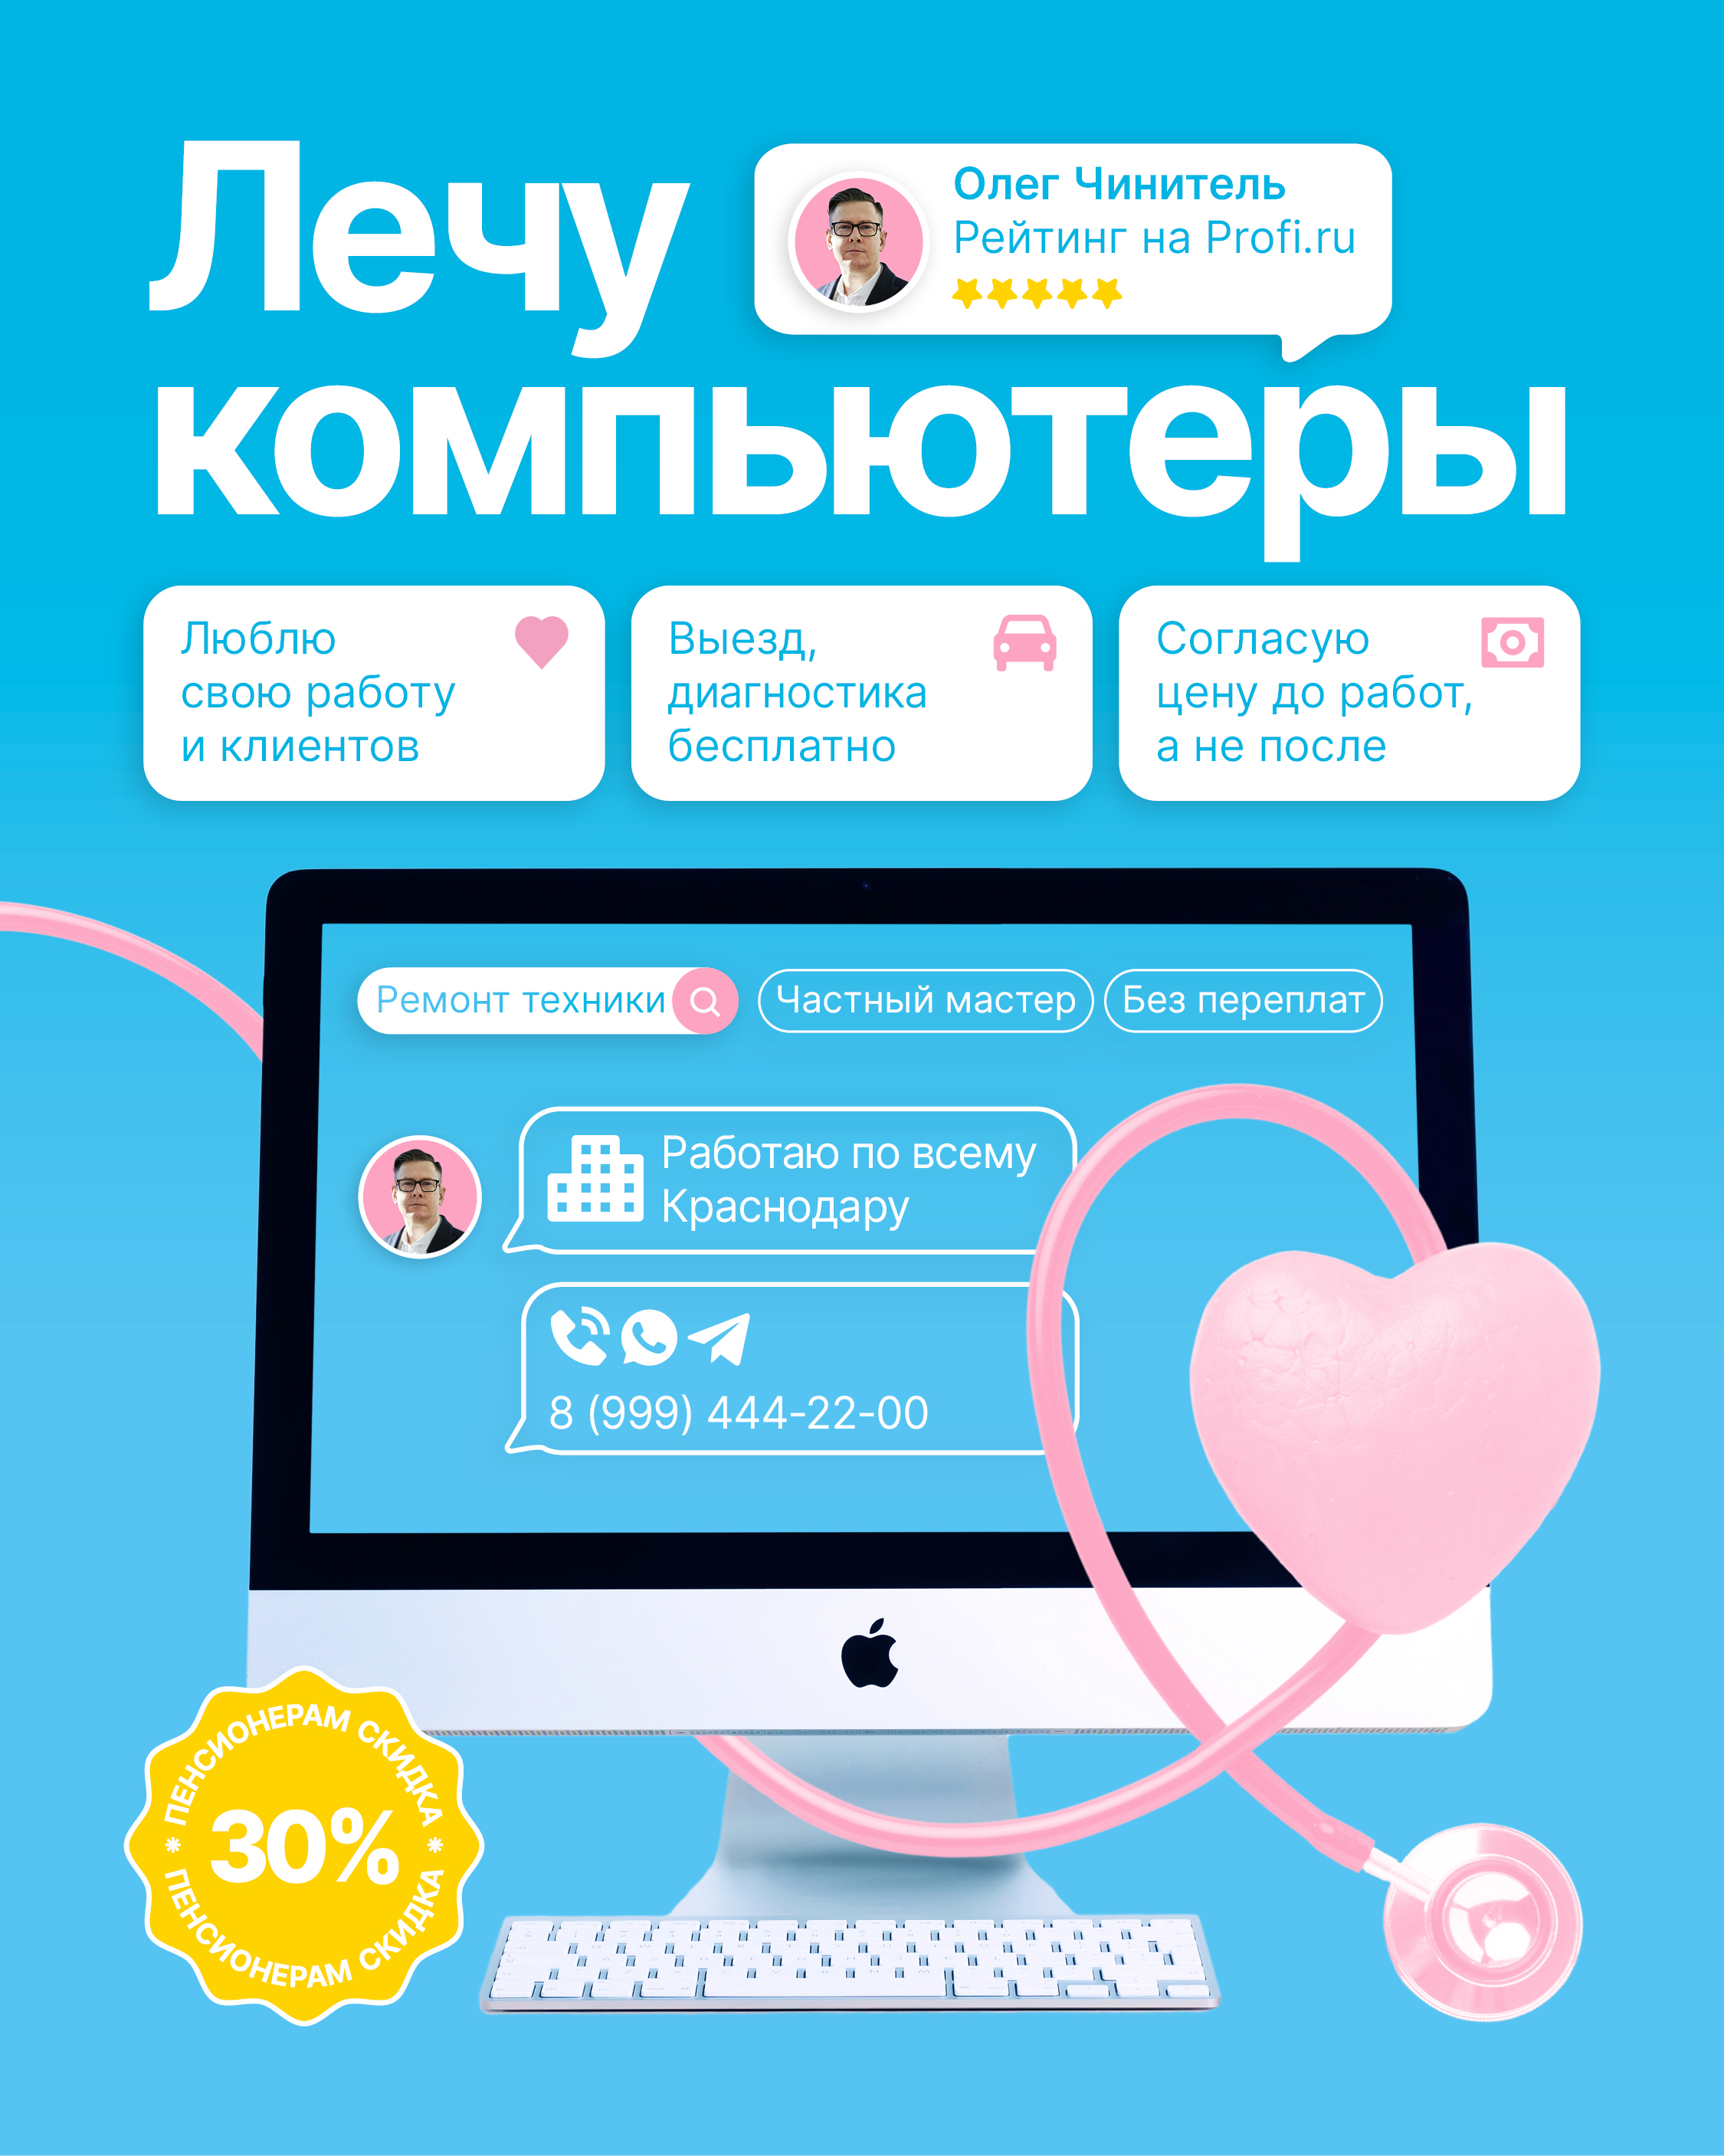 Лечу
Олег Чинитель
Рейтинг на Profi.ru
компьютеры
Люблю
свою работу
и клиентов
Выезд,
диагностика
бесплатно
Согласую
цену до работ,
а не после
Ремонт техники
Частный мастер
Без переплат
Работаю по всему
Краснодару
8 (999) 444-22-00
ПЕНСИОНЕРАМ СКИДКА
30%
ПЕНСИОНЕРАМ СКИДКА